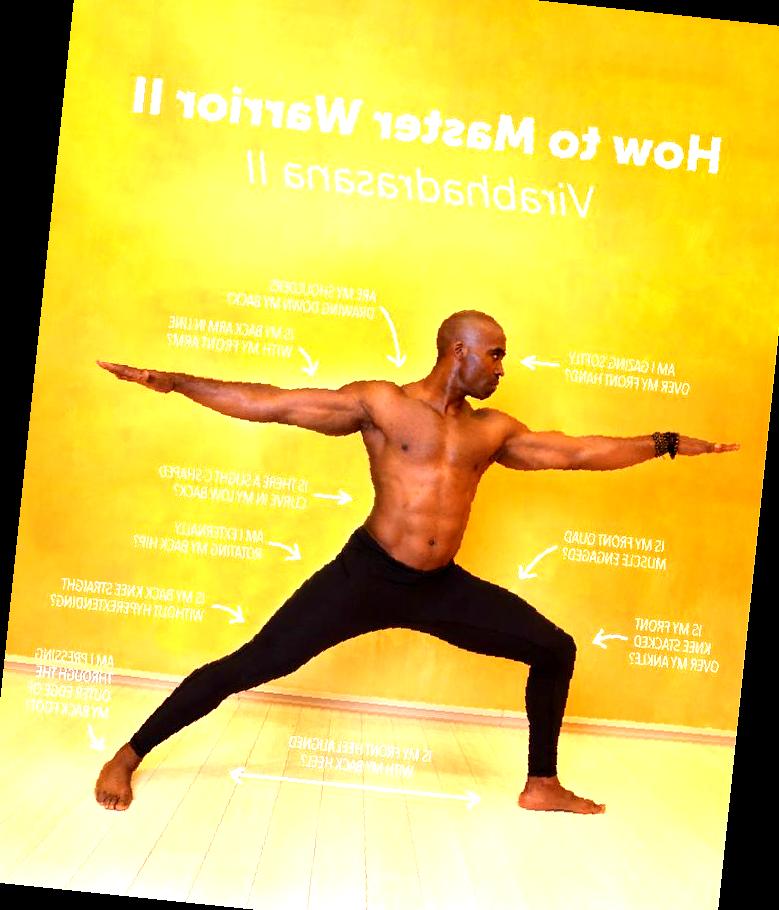 How to Master Warrior II
Virabhadrasana II
ARE MY SHOULDERS
DRAWING DOWN MY BACK?
IS MY BACK ARM IN LINE
WITH MY FRONT ARM?
AM I GAZING SOFTLY
OVER MY FRONT HAND?
IS THERE A SLIGHT C-SHAPED
CURVE IN MY LOW BACK?
AM I EXTERNALLY
ROTATING MY BACK HIP?
IS MY FRONT QUAD
MUSCLE ENGAGED?
IS MY BACK KNEE STRAIGHT
WITHOUT HYPEREXTENDING?
IS MY FRONT
KNEE STACKED
OVER MY ANKLE?
AM I PRESSING
THROUGH THE
OUTER EDGE OF
MY BACK FOOT?
IS MY FRONT HEEL ALIGNED
WITH MY BACK HEEL?